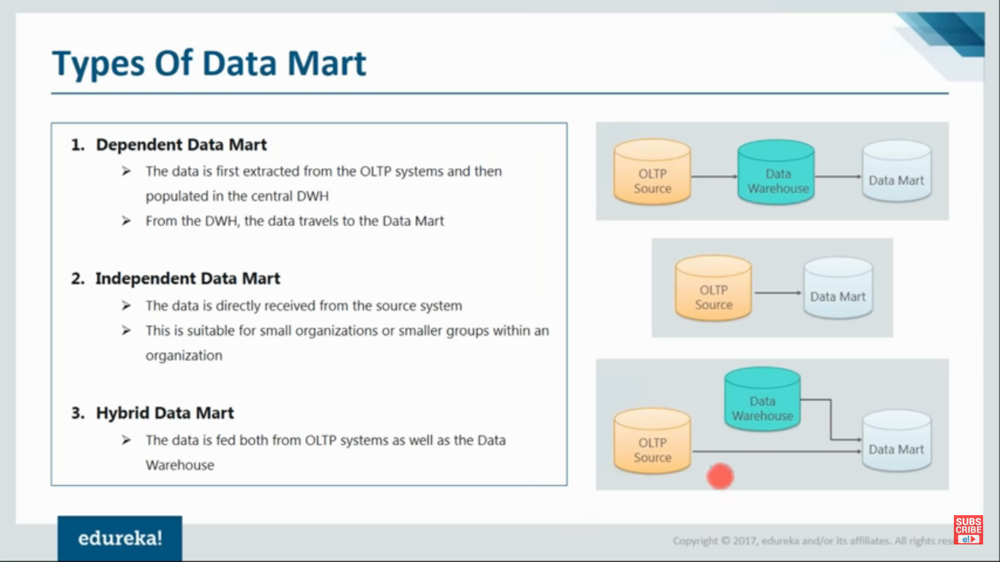 Types Of Data Mart
1. Dependent Data Mart
➤ The data is first extracted from the OLTP systems and then
populated in the central DWH
➤ From the DWH, the data travels to the Data Mart
2. Independent Data Mart
➤ The data is directly received from the source system
➤ This is suitable for small organizations or smaller groups within an
organization
3. Hybrid Data Mart
➤ The data is fed both from OLTP systems as well as the Data
Warehouse
OLTP
Source
Data
Warehouse
Data Mart
OLTP
Source
Data Mart
Data
Warehouse
OLTP
Source
Data Mart
edureka!
Copyright © 2017, edureka and/or its affiliates. All rights
SUBS
CRIBE
e!